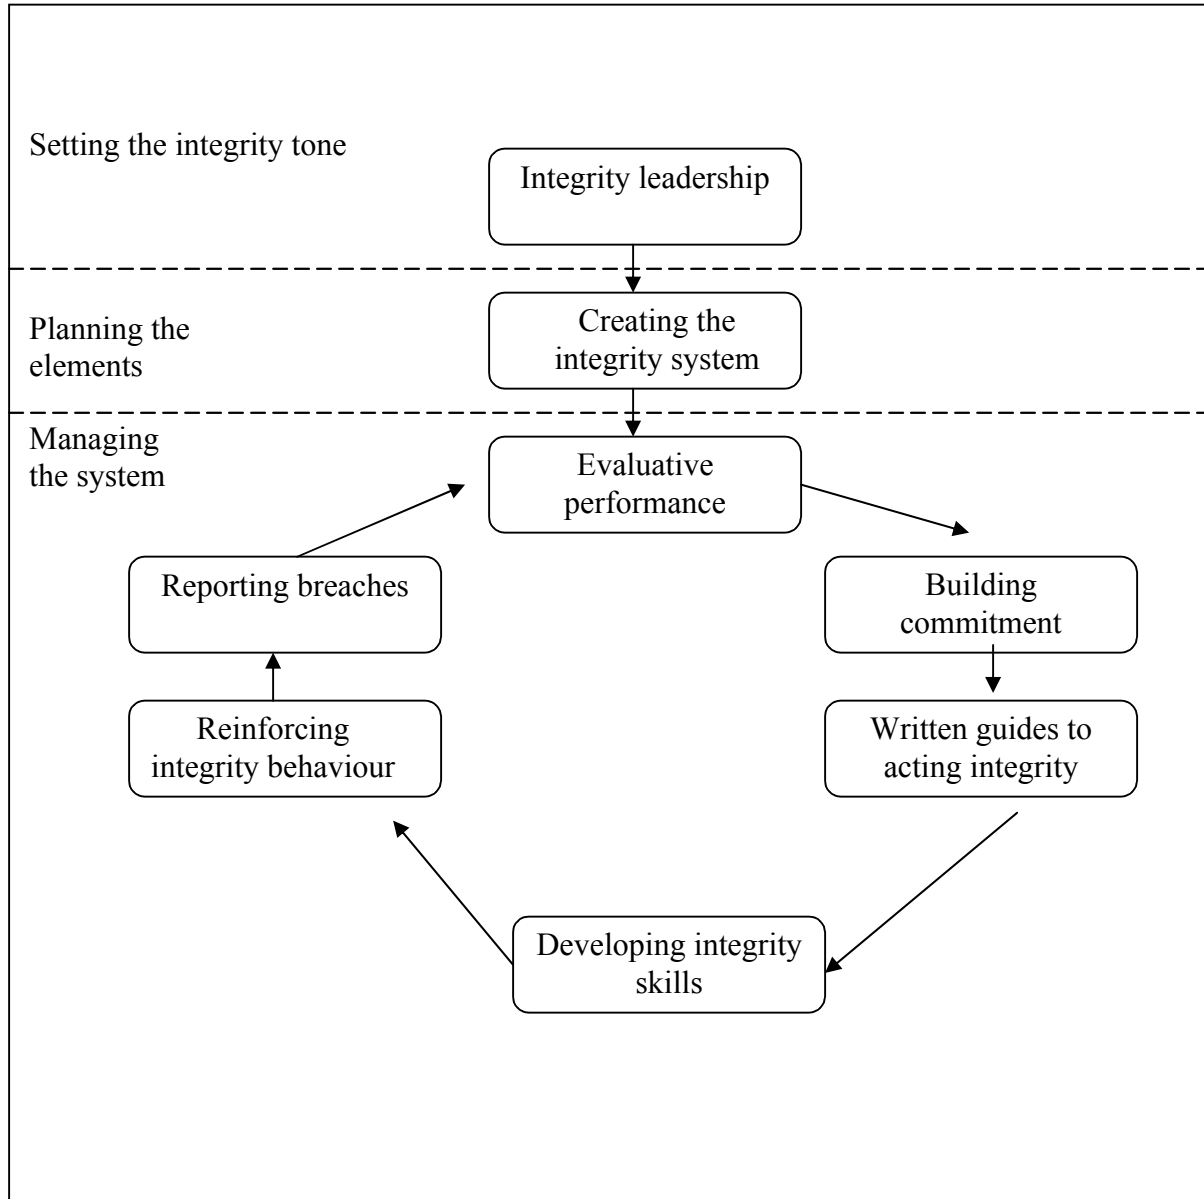 Setting the integrity tone
Integrity leadership
Planning the
elements
Creating the
integrity system
Managing
the system
Evaluative
performance
Reporting breaches
Building
commitment
Reinforcing
integrity behaviour
Written guides to
acting integrity
Developing integrity
skills